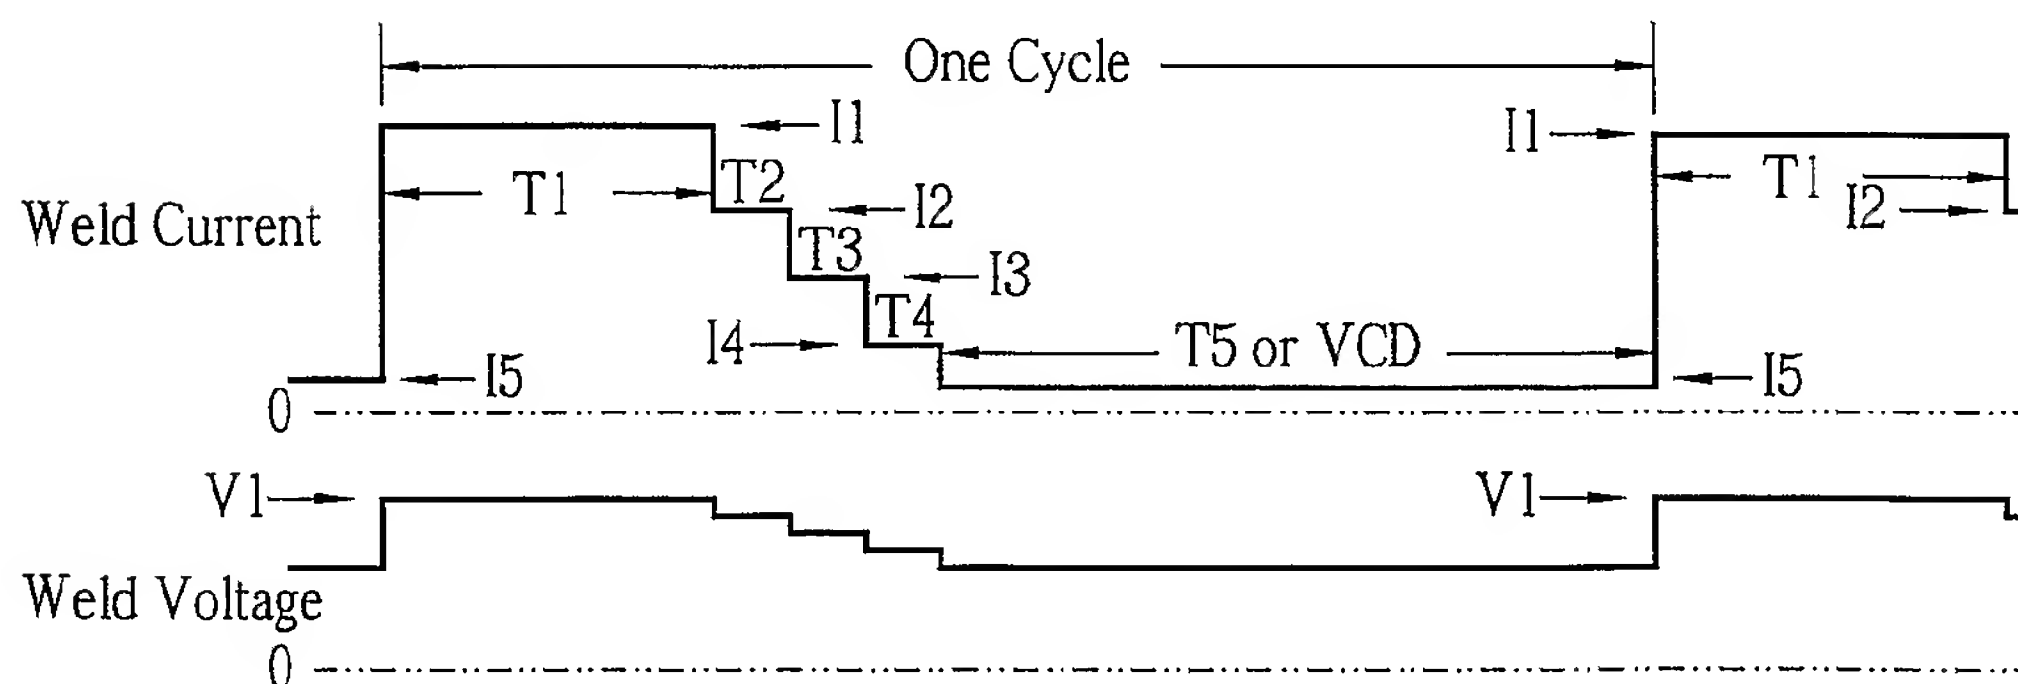 One Cycle
I1
I1
T1
T2
T1
Weld Current
I2
I2
T3
I3
T4
I4
T5 or VCD
I5
I5
0
V1
V1
Weld Voltage
0